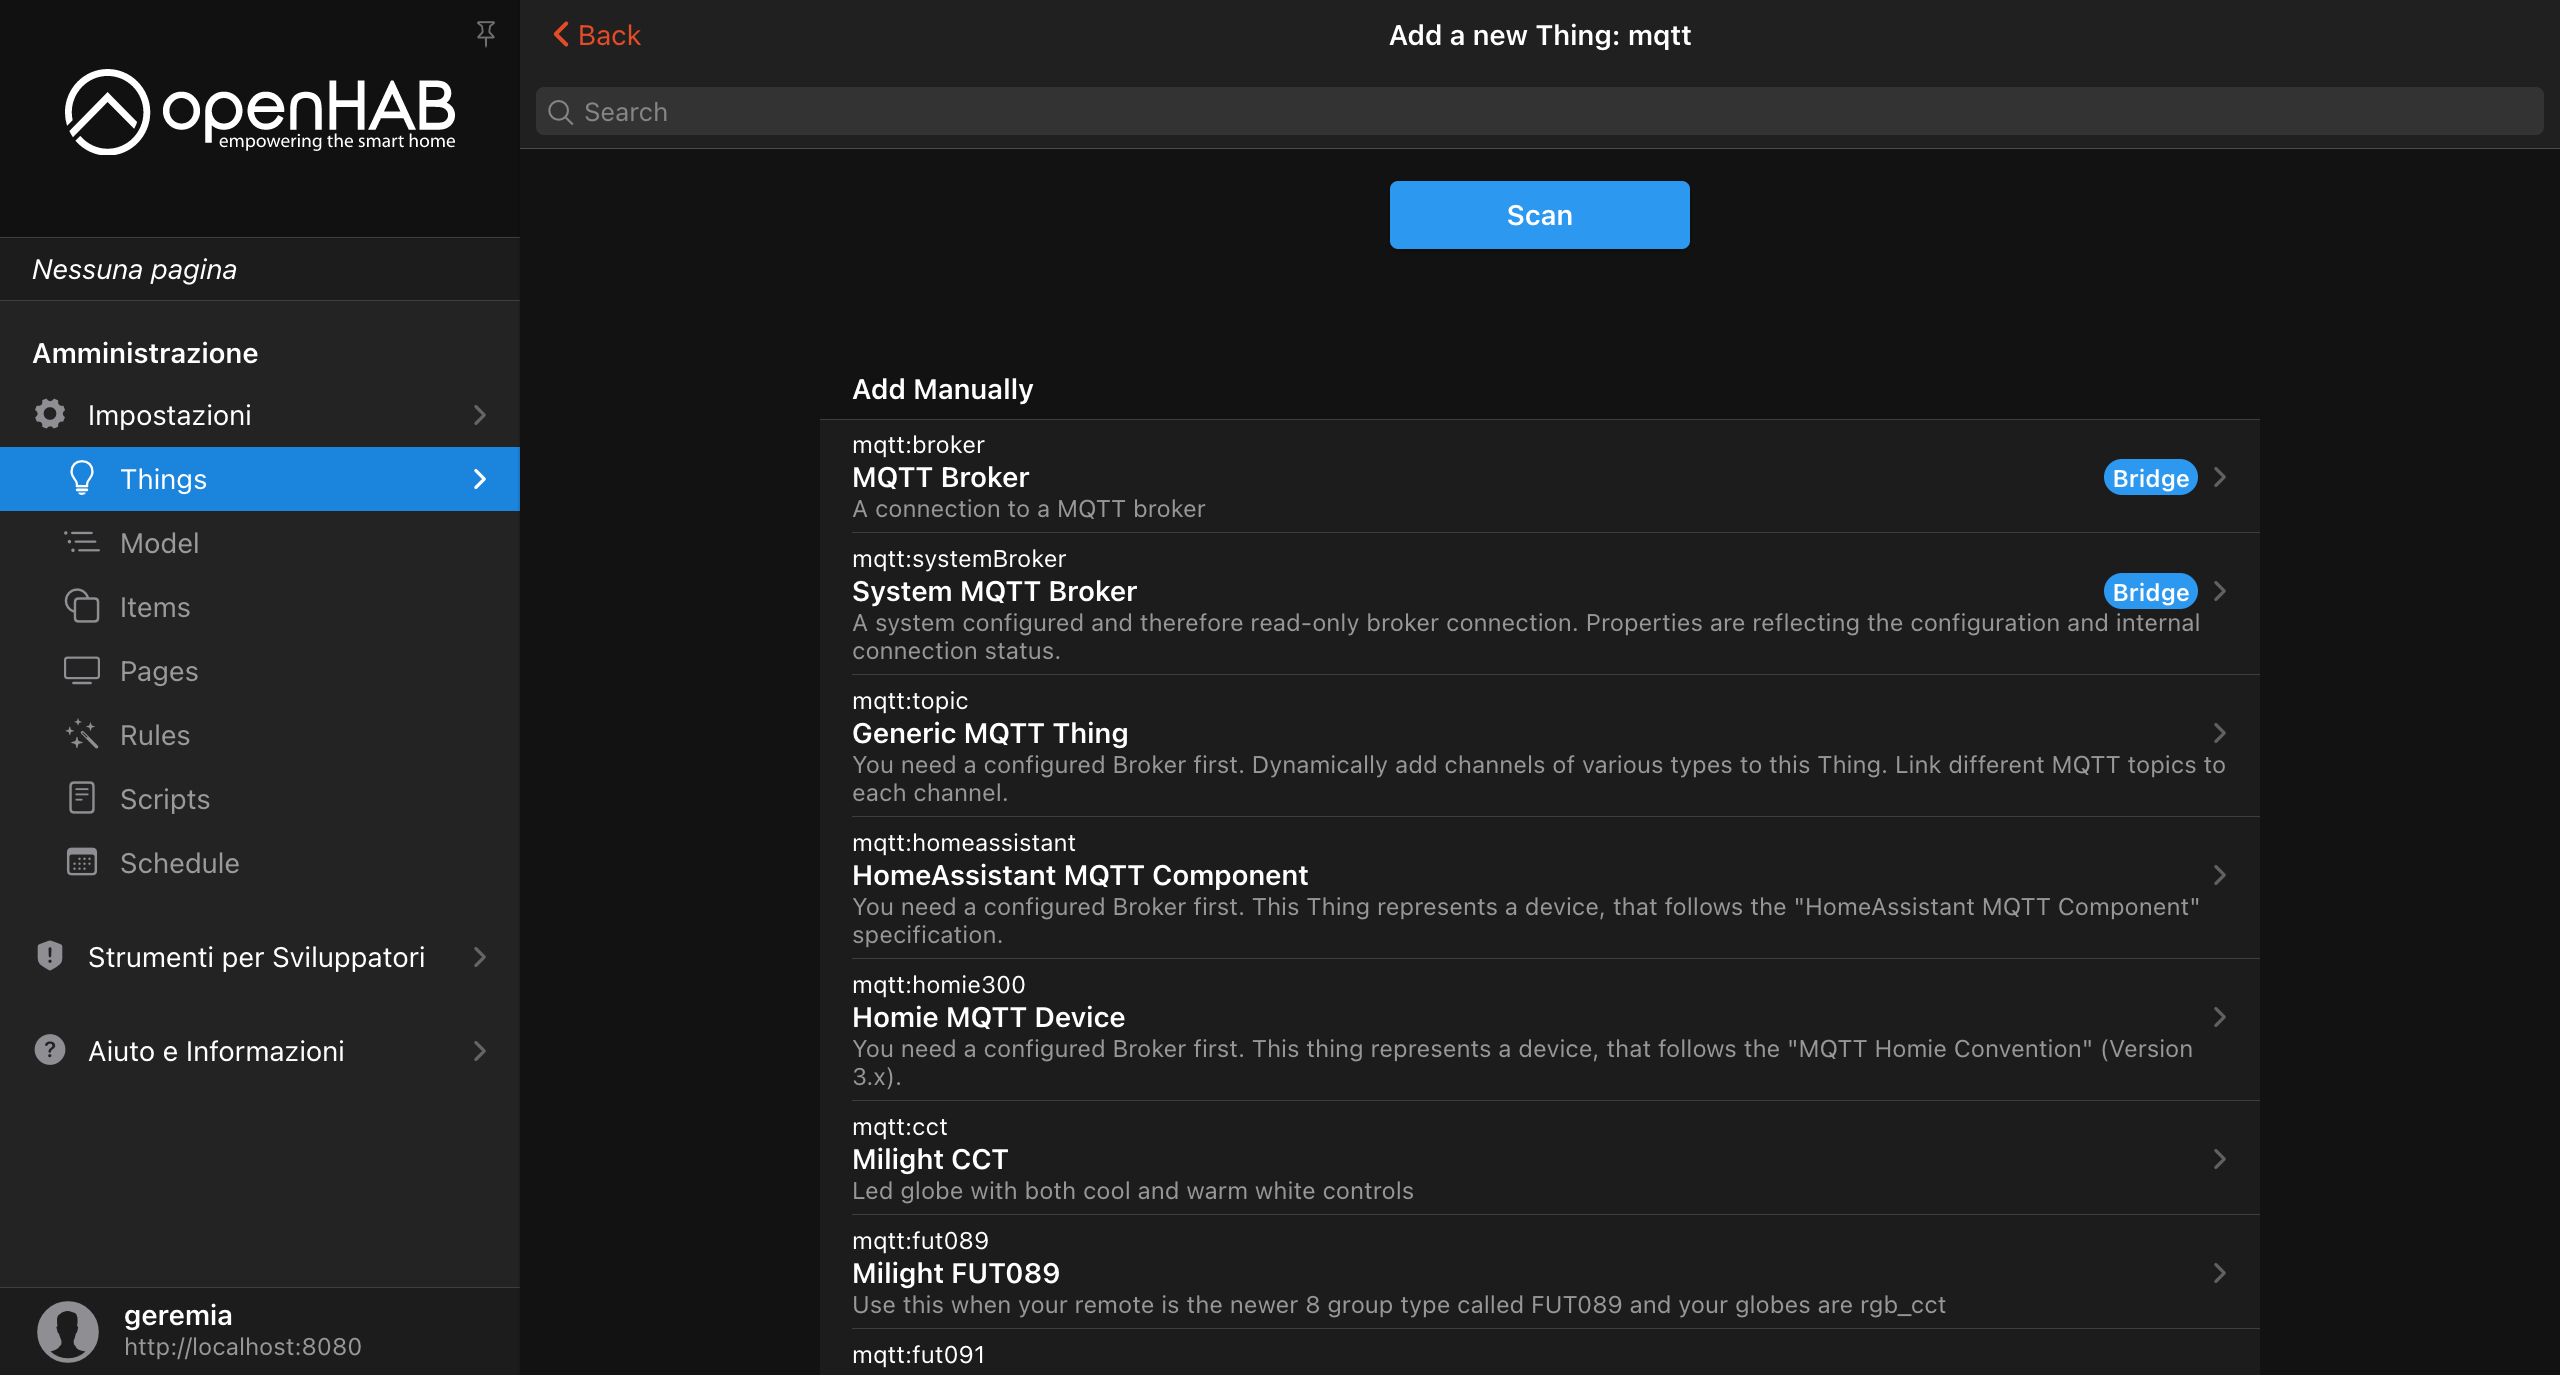 openHAB
empowering the smart home
Nessuna pagina
Amministrazione
Impostazioni
Things
Model
Items
Pages
Rules
Scripts
Schedule
Strumenti per Sviluppatori
Aiuto e Informazioni
geremia
http://localhost:8080
Back
Add a new Thing: mqtt
Search
Scan
Add Manually
mqtt:broker
MQTT Broker
Bridge
A connection to a MQTT broker
mqtt:systemBroker
System MQTT Broker
Bridge
A system configured and therefore read-only broker connection. Properties are reflecting the configuration and internal
connection status.
mqtt:topic
Generic MQTT Thing
You need a configured Broker first. Dynamically add channels of various types to this Thing. Link different MQTT topics to
each channel.
mqtt:homeassistant
HomeAssistant MQTT Component
You need a configured Broker first. This Thing represents a device, that follows the "HomeAssistant MQTT Component"
specification.
mqtt:homie300
Homie MQTT Device
You need a configured Broker first. This thing represents a device, that follows the "MQTT Homie Convention" (Version
3.x).
mqtt:cct
Milight CCT
Led globe with both cool and warm white controls
mqtt:fut089
Milight FUT089
Use this when your remote is the newer 8 group type called FUT089 and your globes are rgb_cct
mqtt:fut091